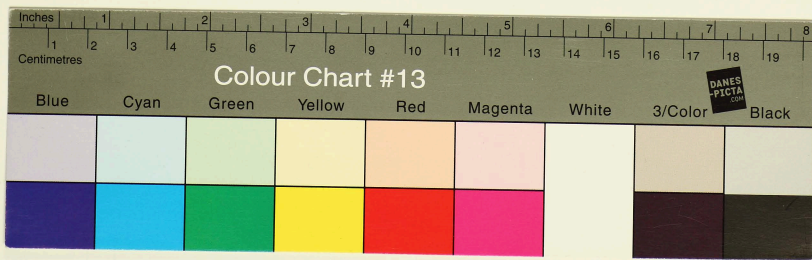 Inches 1 2 3 4 5 6 7 8
1 2 3 4 5 6 7 8 9 10 11 12 13 14 15 16 17 18 19
Centimetres
Colour Chart #13
DANES
-PICTA
.COM
Blue Cyan Green Yellow Red Magenta White 3/Color Black